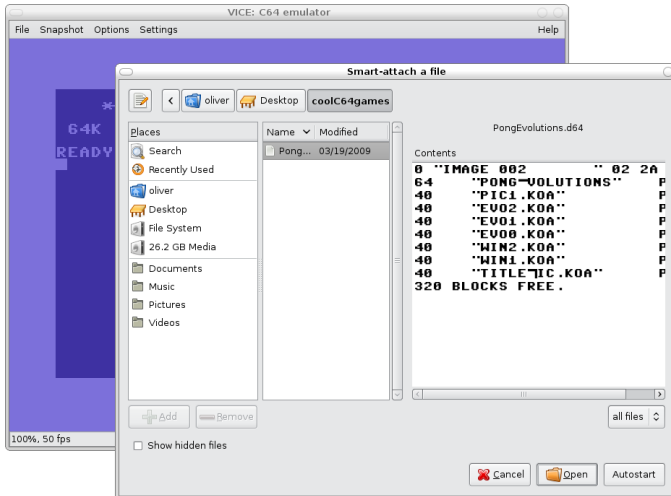 VICE: C64 emulator
File Snapshot Options Settings Help
*
64K
READY
100%, 50 fps
Smart-attach a file
oliver Desktop coolC64games
Places
Search
Recently Used
oliver
Desktop
File System
26.2 GB Media
Documents
Music
Pictures
Videos
Name Modified
Pong... 03/19/2009
PongEvolutions.d64
Contents
0 "IMAGE 002 " 02 2A
64 "PONG¬VOLUTIONS" P
40 "PIC1.KOA" P
40 "EVO2.KOA" P
40 "EVO1.KOA" P
40 "EVO0.KOA" P
40 "WIN2.KOA" P
40 "WIN1.KOA" P
40 "TITLE¬IC.KOA" P
320 BLOCKS FREE.
Add Remove
all files
Show hidden files
Cancel Open Autostart